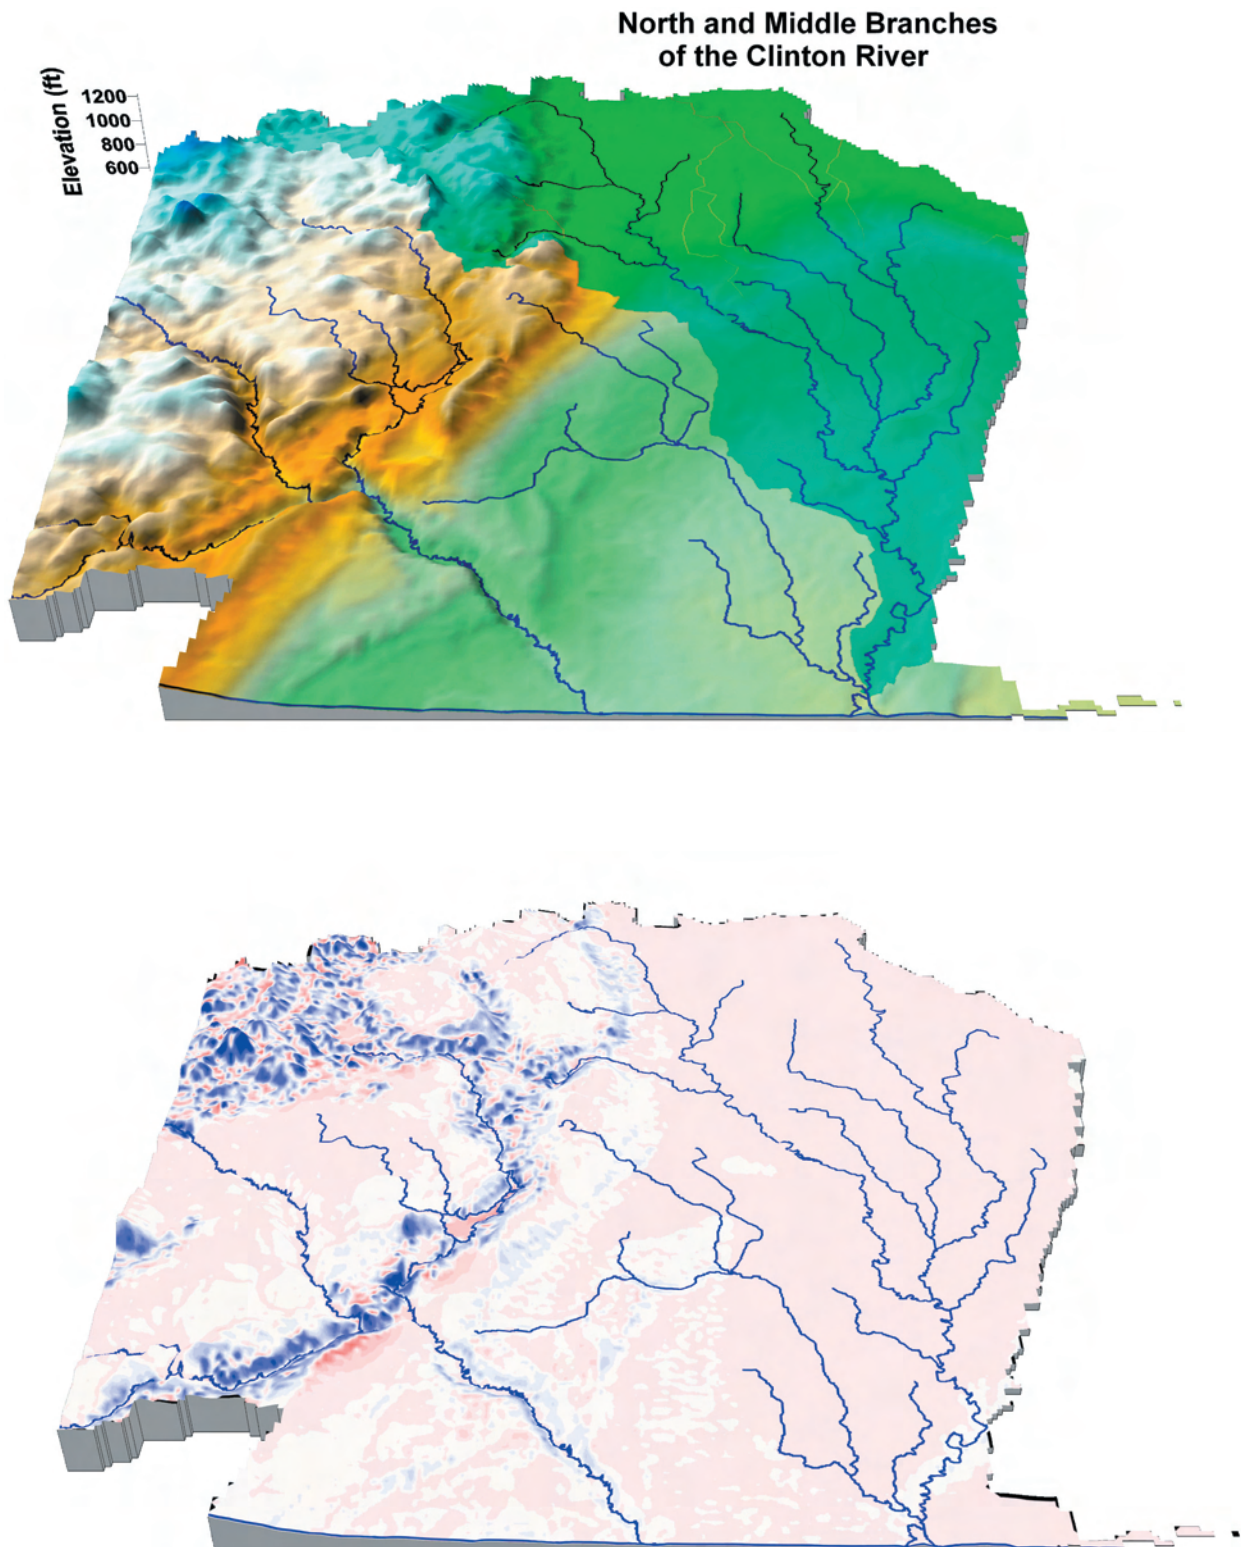 North and Middle Branches
of the Clinton River
Elevation (ft)
1200
1000
800
600